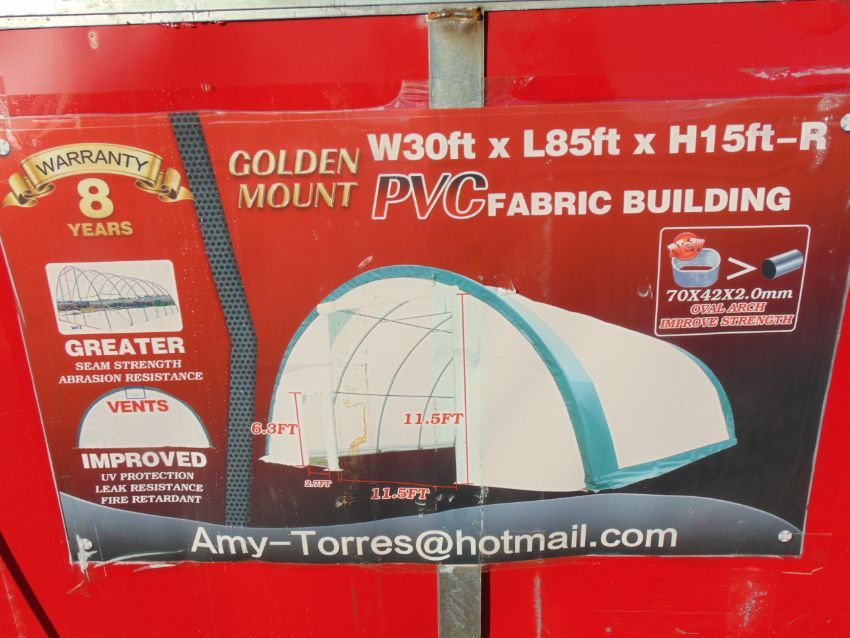 WARRANTY
8
YEARS
GOLDEN
MOUNT
W30ft x L85ft x H15ft-R
PVC FABRIC BUILDING
70X42X2.0mm
OVAL ARCH
IMPROVE STRENGTH
GREATER
SEAM STRENGTH
ABRASION RESISTANCE
VENTS
IMPROVED
UV PROTECTION
LEAK RESISTANCE
FIRE RETARDANT
6.3FT
11.5FT
2.7FT
11.5FT
Amy-Torres@hotmail.com